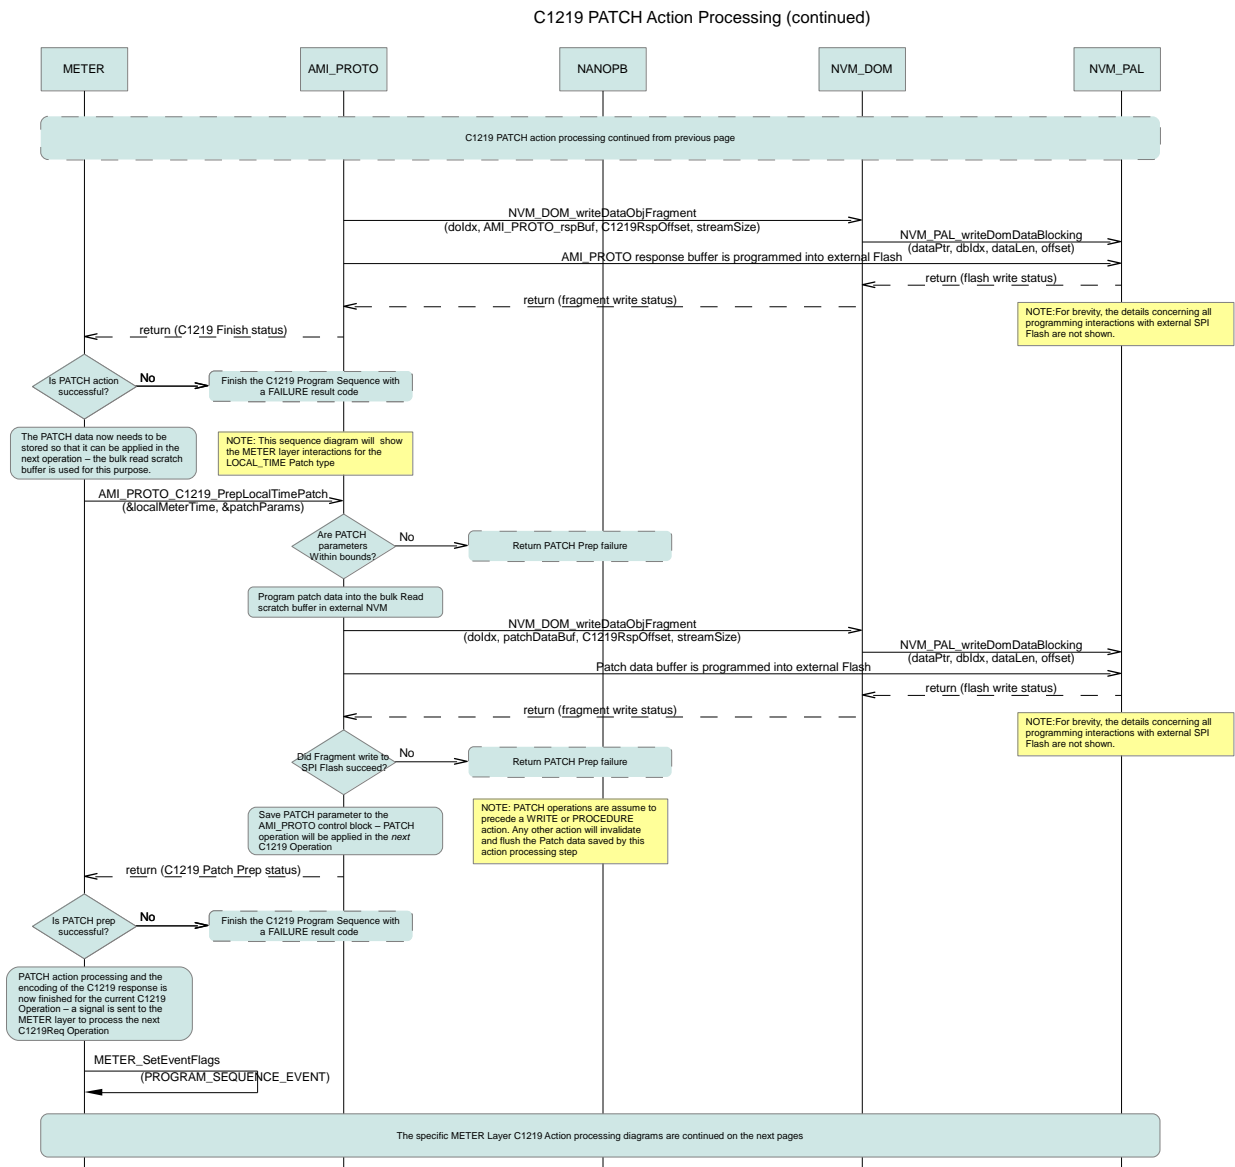 C1219 PATCH Action Processing (continued)
METER
AMI_PROTO
NANOPB
NVM_DOM
NVM_PAL
C1219 PATCH action processing continued from previous page
NVM_DOM_writeDataObjFragment
(doIdx, AMI_PROTO_rspBuf, C1219RspOffset, streamSize)
NVM_PAL_writeDomDataBlocking
(dataPtr, dbIdx, dataLen, offset)
AMI_PROTO response buffer is programmed into external Flash
return (flash write status)
return (fragment write status)
NOTE:For brevity, the details concerning all
programming interactions with external SPI
Flash are not shown.
return (C1219 Finish status)
Is PATCH action
successful?
No
Finish the C1219 Program Sequence with
a FAILURE result code
The PATCH data now needs to be
stored so that it can be applied in the
next operation – the bulk read scratch
buffer is used for this purpose.
NOTE: This sequence diagram will show
the METER layer interactions for the
LOCAL_TIME Patch type
AMI_PROTO_C1219_PrepLocalTimePatch
(&localMeterTime, &patchParams)
Are PATCH
parameters
Within bounds?
No
Return PATCH Prep failure
Program patch data into the bulk Read
scratch buffer in external NVM
NVM_DOM_writeDataObjFragment
(doIdx, patchDataBuf, C1219RspOffset, streamSize)
NVM_PAL_writeDomDataBlocking
(dataPtr, dbIdx, dataLen, offset)
Patch data buffer is programmed into external Flash
return (flash write status)
return (fragment write status)
NOTE:For brevity, the details concerning all
programming interactions with external SPI
Flash are not shown.
Did Fragment write to
SPI Flash succeed?
No
Return PATCH Prep failure
Save PATCH parameter to the
AMI_PROTO control block – PATCH
operation will be applied in the next
C1219 Operation
NOTE: PATCH operations are assume to
precede a WRITE or PROCEDURE
action. Any other action will invalidate
and flush the Patch data saved by this
action processing step
return (C1219 Patch Prep status)
Is PATCH prep
successful?
No
Finish the C1219 Program Sequence with
a FAILURE result code
PATCH action processing and the
encoding of the C1219 response is
now finished for the current C1219
Operation – a signal is sent to the
METER layer to process the next
C1219Req Operation
METER_SetEventFlags
(PROGRAM_SEQUENCE_EVENT)
The specific METER Layer C1219 Action processing diagrams are continued on the next pages